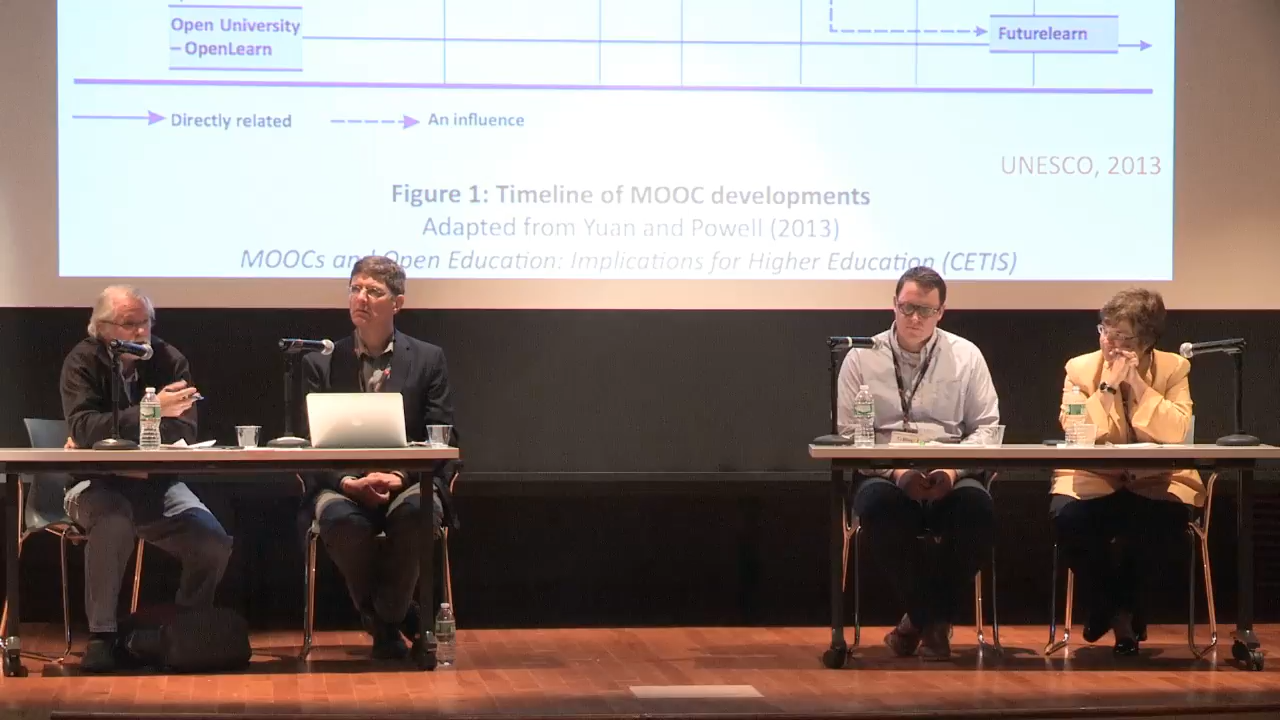 Open University
– OpenLearn
Futurelearn
Directly related
An influence
UNESCO, 2013
Figure 1: Timeline of MOOC developments
Adapted from Yuan and Powell (2013)
MOOCs and Open Education: Implications for Higher Education (CETIS)